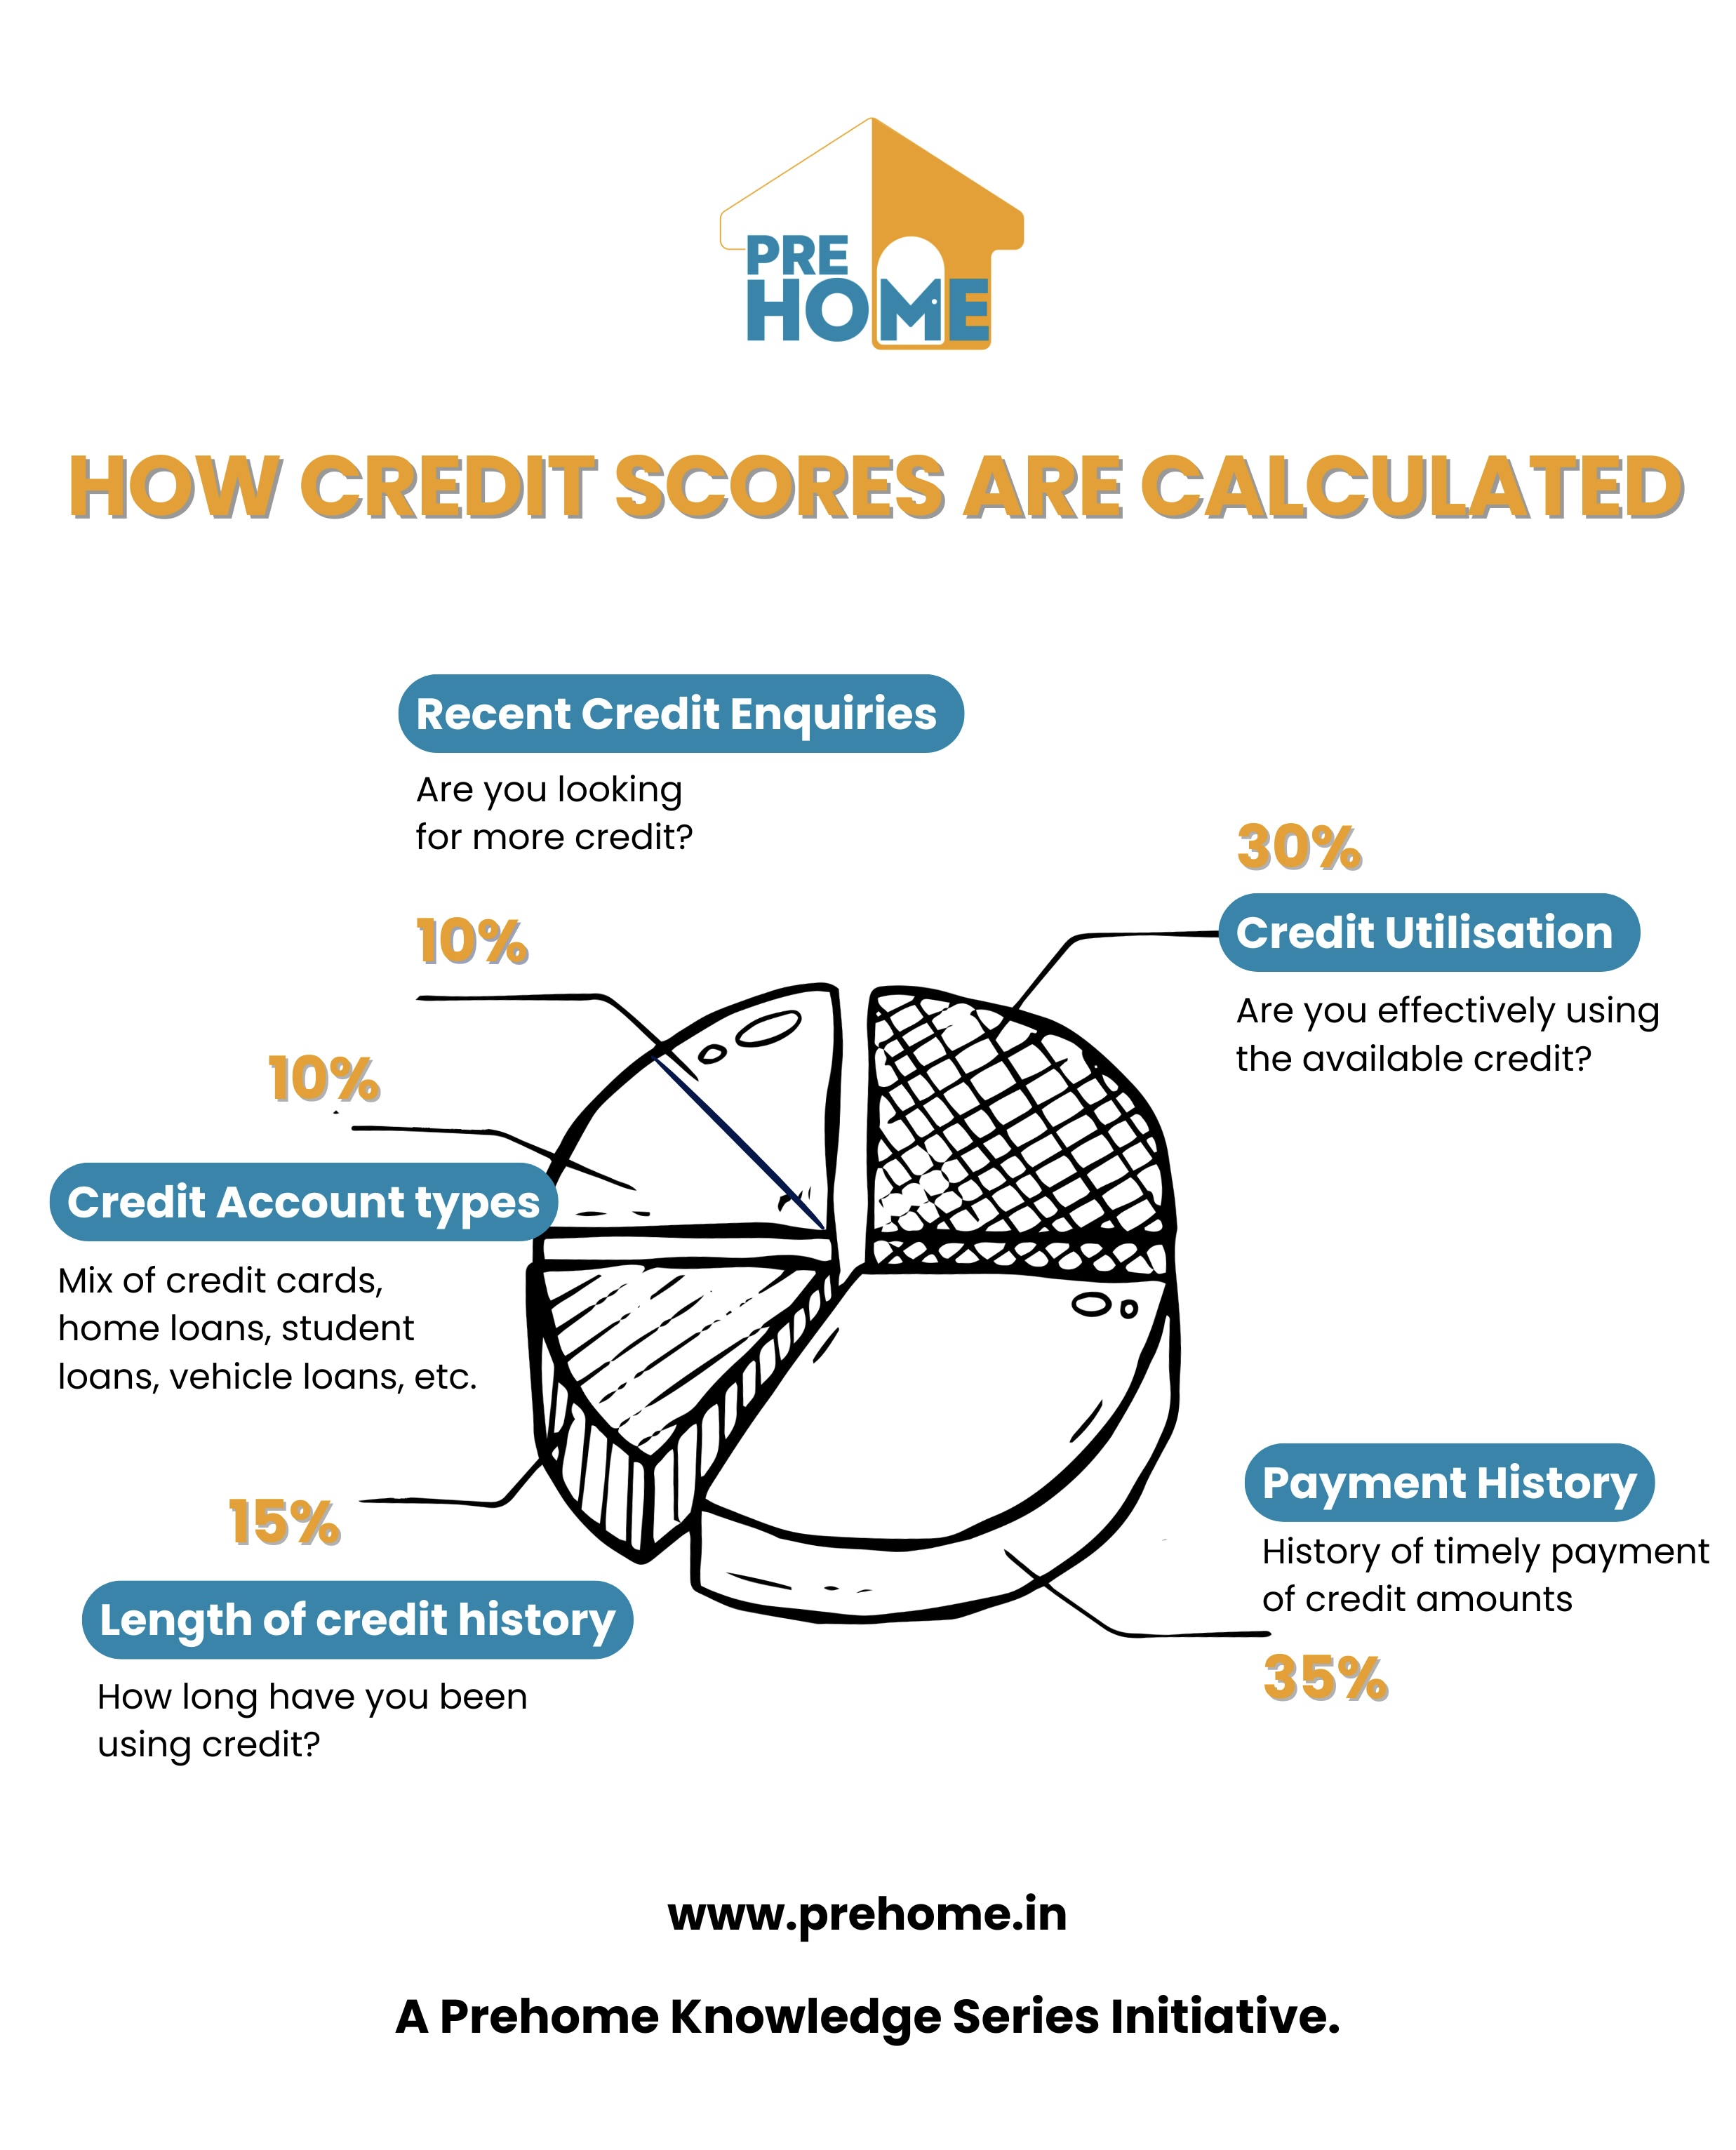 PRE
HOME
HOW CREDIT SCORES ARE CALCULATED
Recent Credit Enquiries
Are you looking
for more credit?
10%
30%
Credit Utilisation
Are you effectively using
the available credit?
10%
Credit Account types
Mix of credit cards,
home loans, student
loans, vehicle loans, etc.
15%
Length of credit history
How long have you been
using credit?
Payment History
History of timely payment
of credit amounts
35%
www.prehome.in
A Prehome Knowledge Series Initiative.